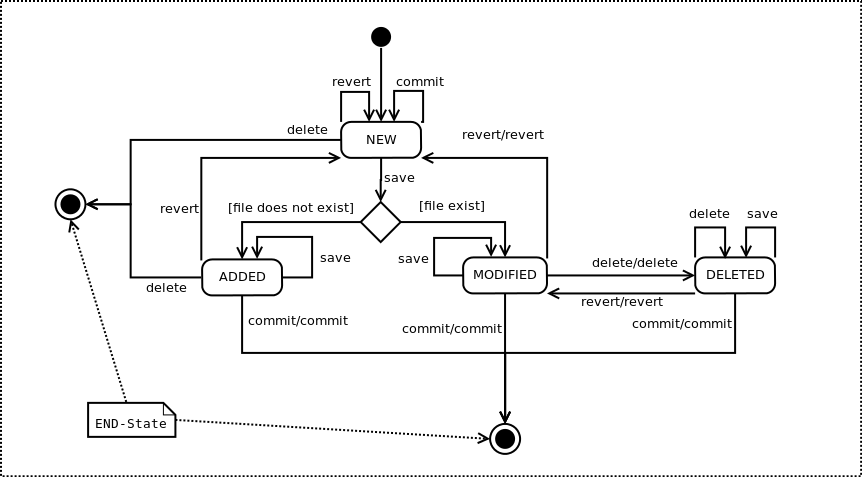 revert
commit
delete
NEW
revert/revert
save
revert
[file does not exist]
[file exist]
delete
save
save
save
ADDED
MODIFIED
delete/delete
DELETED
delete
revert/revert
commit/commit
commit/commit
commit/commit
END-State